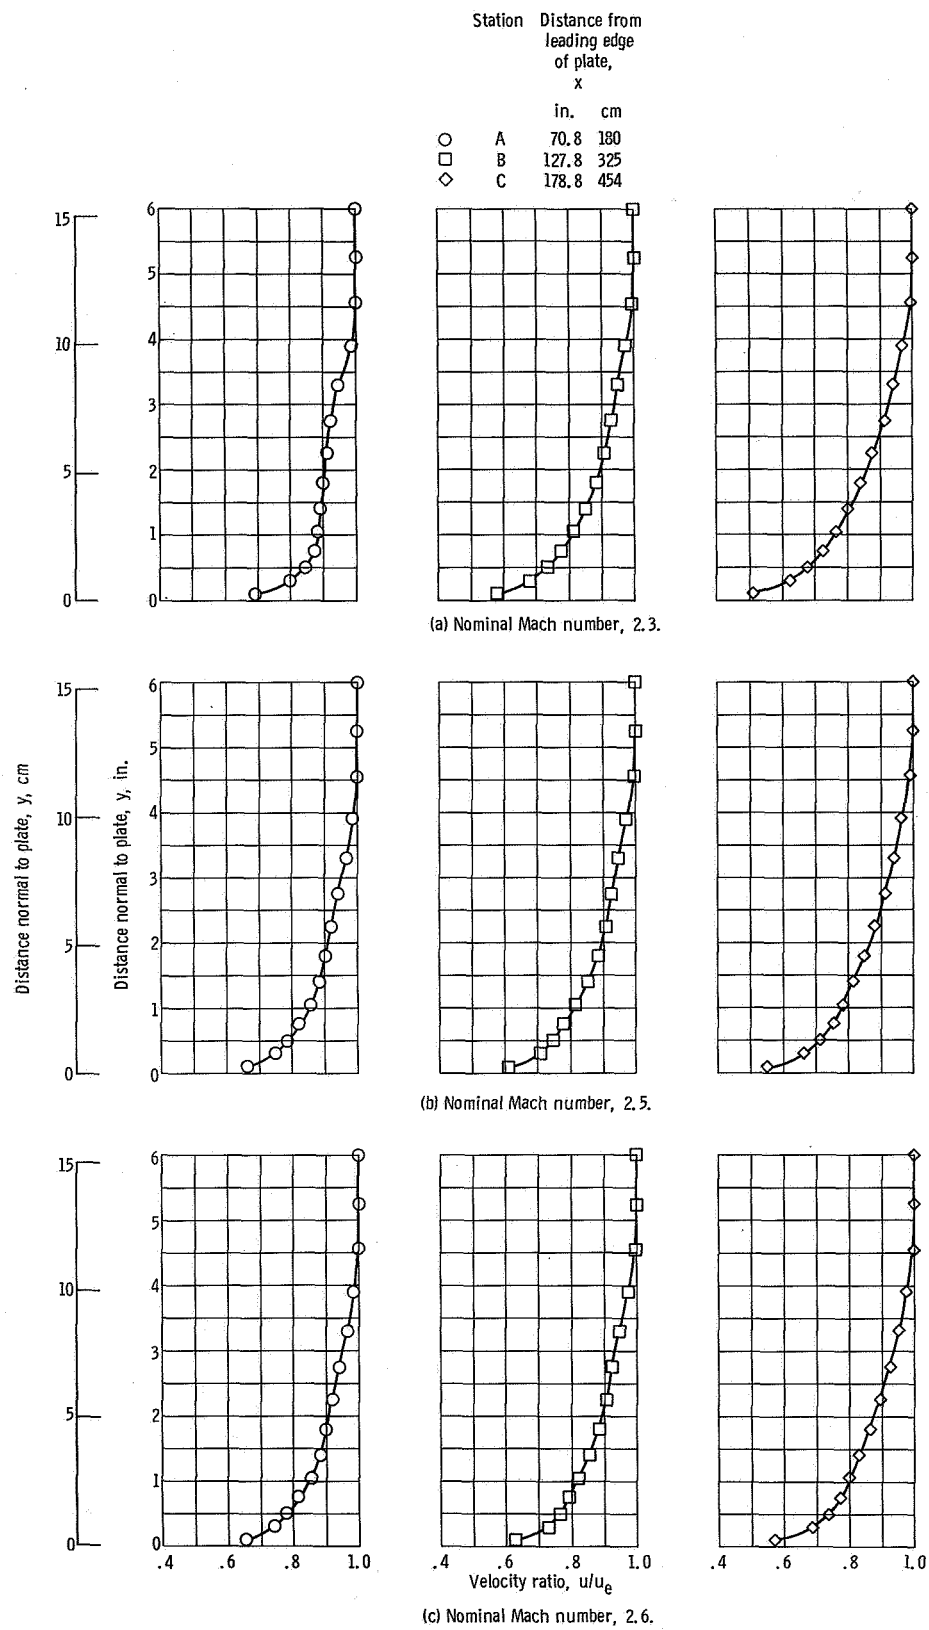 Station Distance from
leading edge
of plate,
x
in. cm
A 70.8 180
B 127.8 325
C 178.8 454
15
10
5
0
6
5
4
3
2
1
0
(a) Nominal Mach number, 2.3.
Distance normal to plate, y, cm
15
10
5
0
Distance normal to plate, y, in.
6
5
4
3
2
1
0
(b) Nominal Mach number, 2.5.
15
10
5
0
6
5
4
3
2
1
0
.4 .6 .8 1.0 .4 .6 .8 1.0 .4 .6 .8 1.0
Velocity ratio, u/ue
(c) Nominal Mach number, 2.6.